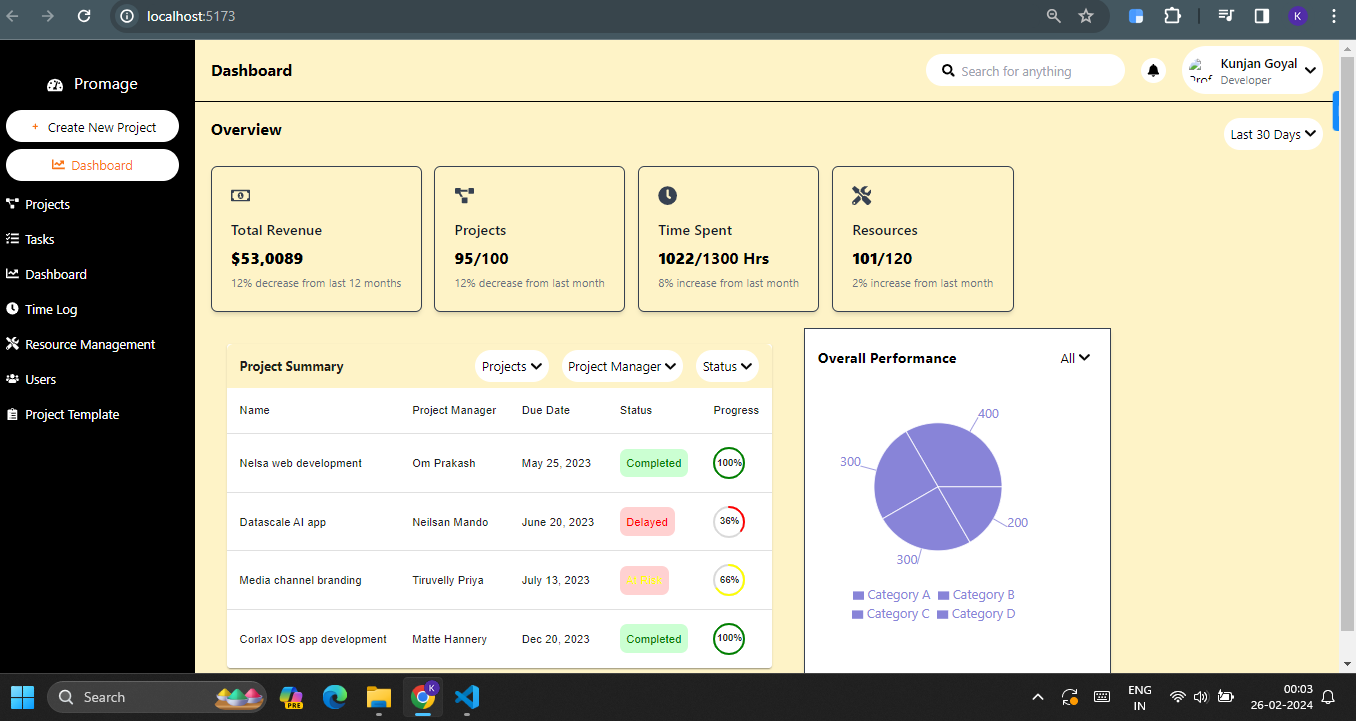 localhost:5173
K
Promage
+ Create New Project
Dashboard
Projects
Tasks
Dashboard
Time Log
Resource Management
Users
Project Template
Dashboard
Search for anything
Prof
Kunjan Goyal
Developer
Overview
Last 30 Days
Total Revenue
$53,0089
12% decrease from last 12 months
Projects
95/100
12% decrease from last month
Time Spent
1022/1300 Hrs
8% increase from last month
Resources
101/120
2% increase from last month
Project Summary
Projects
Project Manager
Status
Name Project Manager Due Date Status Progress
Nelsa web development Om Prakash May 25, 2023 Completed 100%
Datascale AI app Neilsan Mando June 20, 2023 Delayed 36%
Media channel branding Tiruvelly Priya July 13, 2023 At Risk 66%
Corlax IOS app development Matte Hannery Dec 20, 2023 Completed 100%
Overall Performance
All
400
300
200
300
Category A Category B
Category C Category D
Search
PRE
K
ENG
IN
00:03
26-02-2024